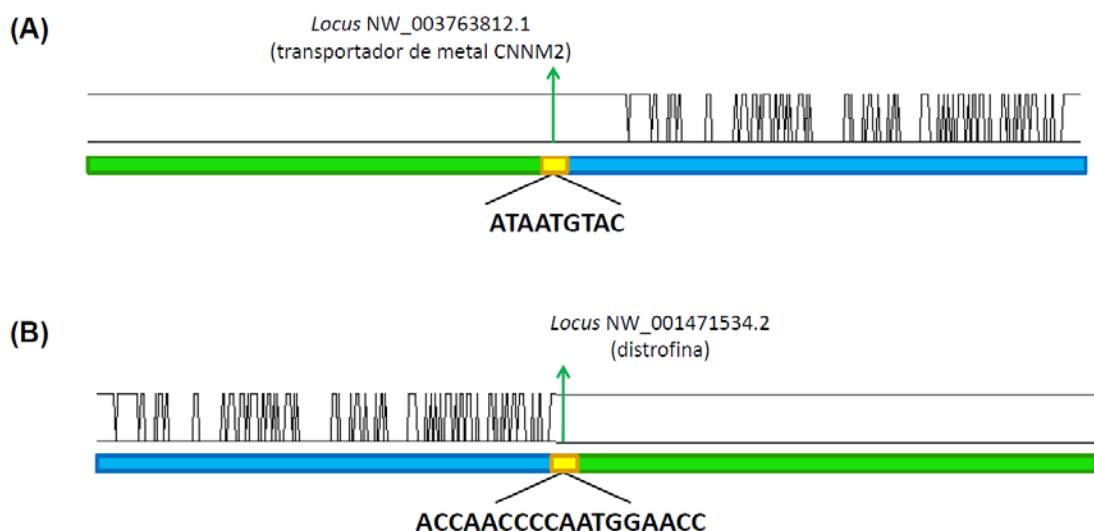 (A)
Locus NW_003763812.1
(transportador de metal CNNM2)
ATAATGTAC
(B)
Locus NW_001471534.2
(distrofina)
ACCAACCCCAATGGAACC